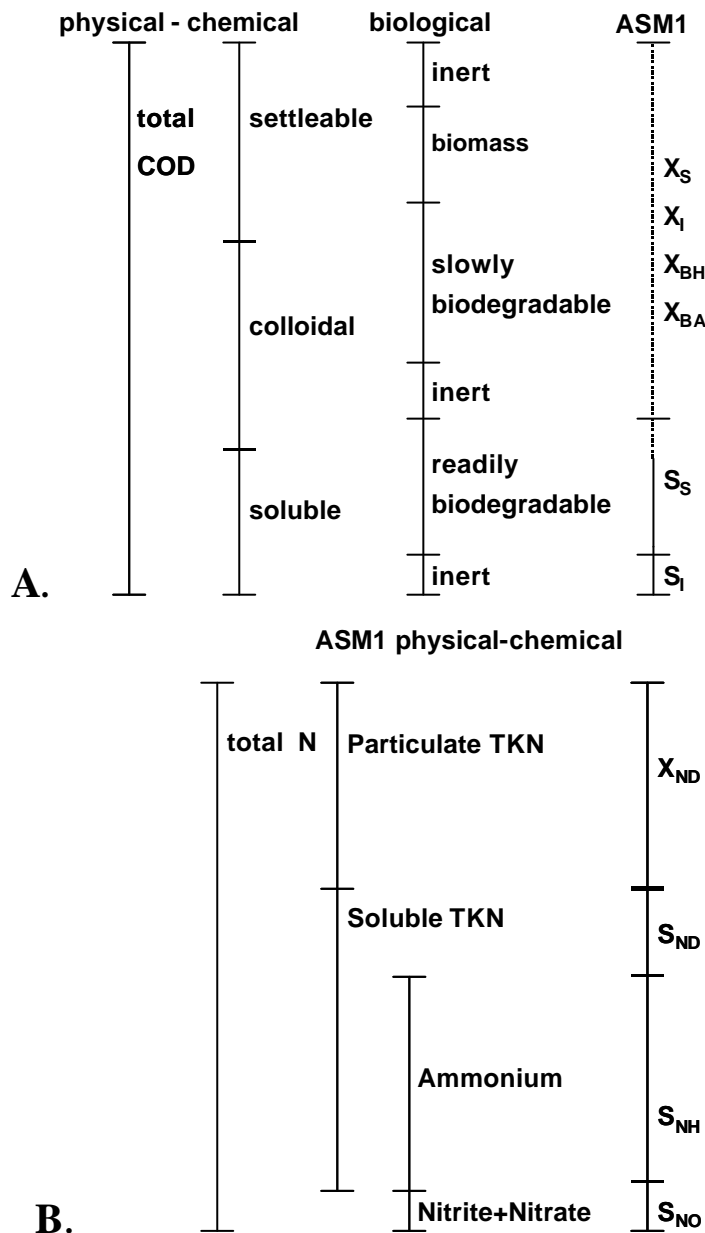 physical - chemical biological ASM1
inert
total settleable
biomass
COD
X_S
X_I
slowly X_BH
biodegradable X_BA
colloidal
inert
readily
S_S
biodegradable
soluble
inert S_I
A.
ASM1 physical-chemical
total N Particulate TKN
X_ND
Soluble TKN
S_ND
Ammonium
S_NH
Nitrite+Nitrate S_NO
B.